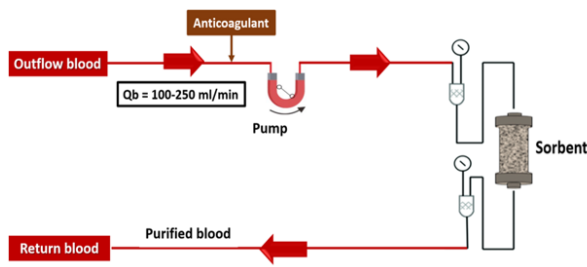 Anticoagulant
Outflow blood
Qb = 100-250 ml/min
Pump
Sorbent
Purified blood
Return blood